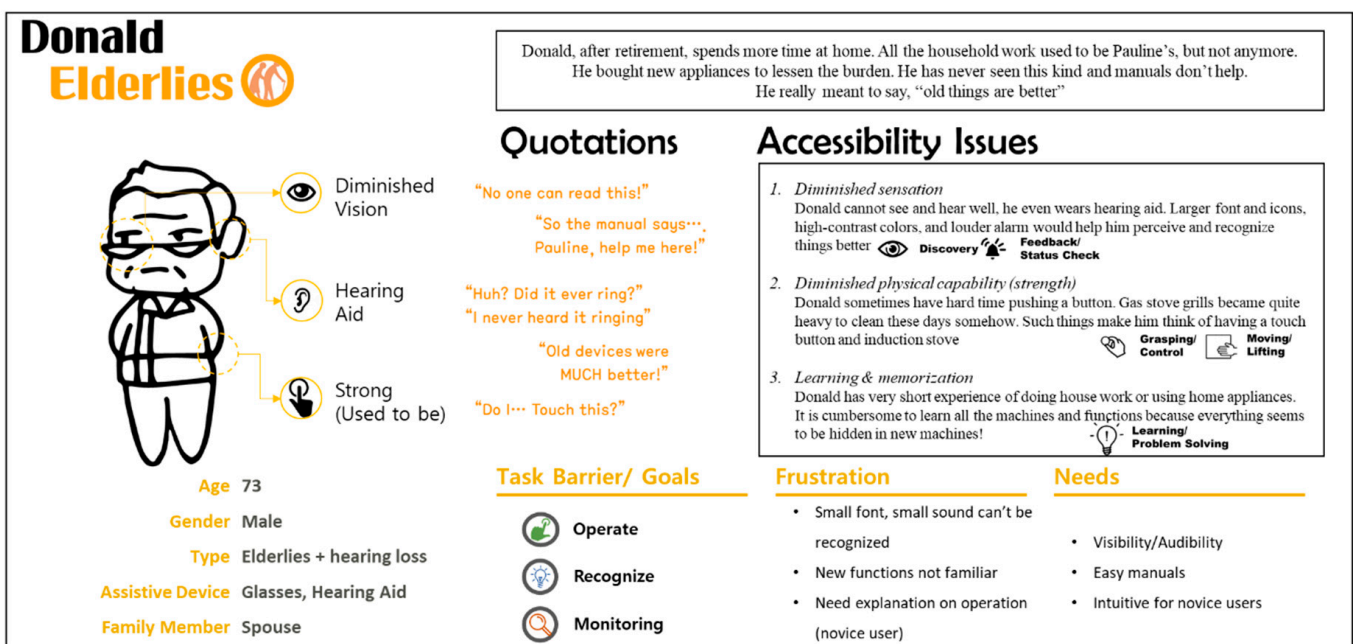 Donald
Elderlies
Donald, after retirement, spends more time at home. All the household work used to be Pauline's, but not anymore.
He bought new appliances to lessen the burden. He has never seen this kind and manuals don't help.
He really meant to say, "old things are better"
Diminished
Vision
Hearing
Aid
Strong
(Used to be)
Quotations
"No one can read this!"
"So the manual says….
Pauline, help me here!"
"Huh? Did it ever ring?"
"I never heard it ringing"
"Old devices were
MUCH better!"
"Do I… Touch this?"
Accessibility Issues
1. Diminished sensation
Donald cannot see and hear well, he even wears hearing aid. Larger font and icons,
high-contrast colors, and louder alarm would help him perceive and recognize
things better
Discovery
Feedback/
Status Check
2. Diminished physical capability (strength)
Donald sometimes have hard time pushing a button. Gas stove grills became quite
heavy to clean these days somehow. Such things make him think of having a touch
button and induction stove
Grasping/
Control
Moving/
Lifting
3. Learning & memorization
Donald has very short experience of doing house work or using home appliances.
It is cumbersome to learn all the machines and functions because everything seems
to be hidden in new machines!
Learning/
Problem Solving
Age 73
Gender Male
Type Elderlies + hearing loss
Assistive Device Glasses, Hearing Aid
Family Member Spouse
Task Barrier/ Goals
Operate
Recognize
Monitoring
Frustration
• Small font, small sound can't be
recognized
• New functions not familiar
• Need explanation on operation
(novice user)
Needs
• Visibility/Audibility
• Easy manuals
• Intuitive for novice users